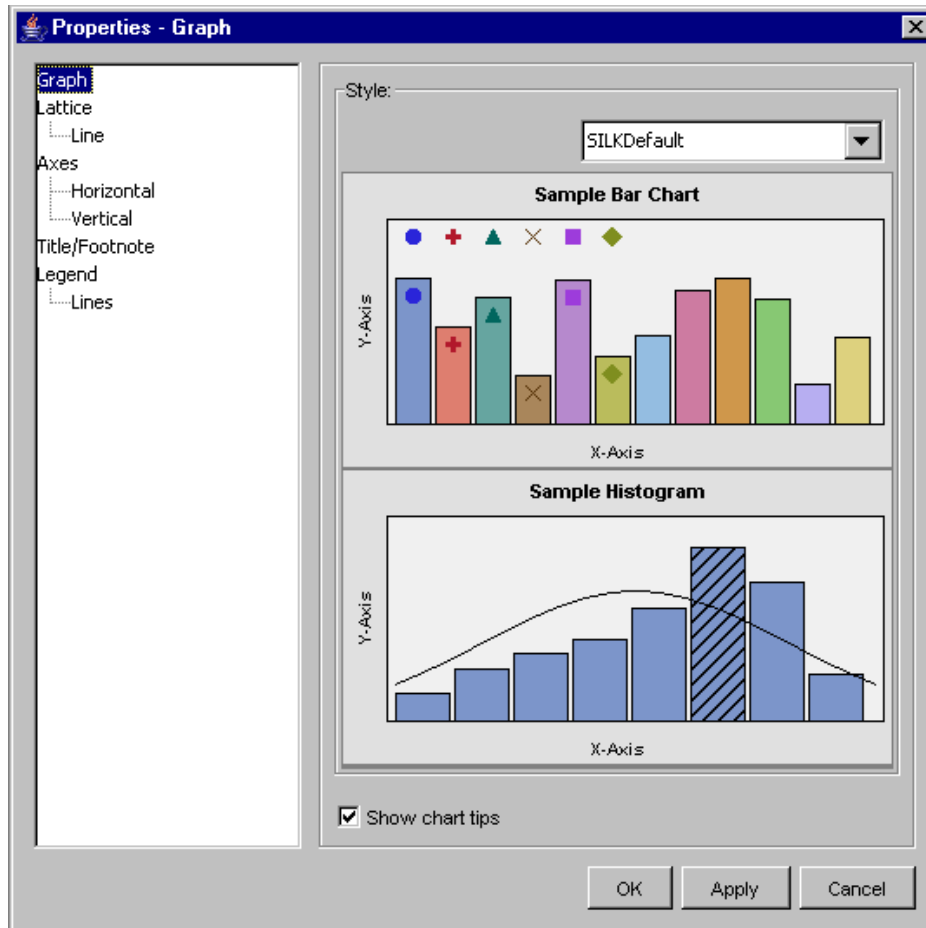 Properties - Graph
Graph
Lattice
Line
Axes
Horizontal
Vertical
Title/Footnote
Legend
Lines
Style:
SILKDefault
Sample Bar Chart
Y-Axis
X-Axis
Sample Histogram
Y-Axis
X-Axis
Show chart tips
OK
Apply
Cancel